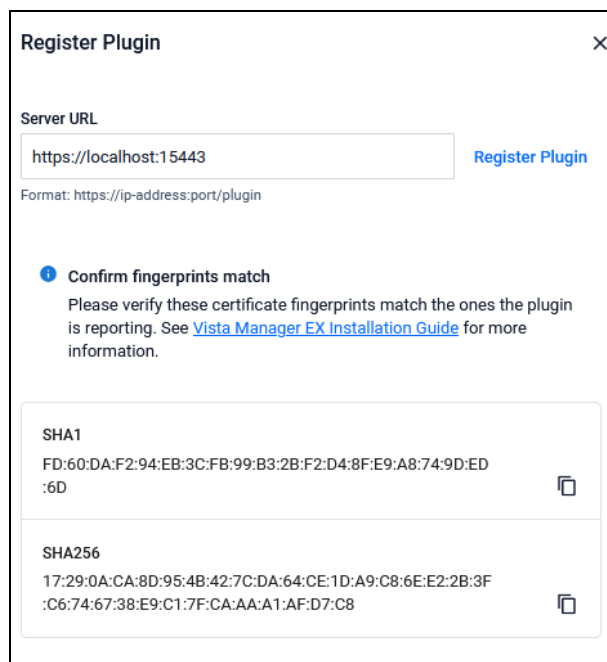 Register Plugin
Server URL
https://localhost:15443
Register Plugin
Format: https://ip-address:port/plugin
Confirm fingerprints match
Please verify these certificate fingerprints match the ones the plugin
is reporting. See Vista Manager EX Installation Guide for more
information.
SHA1
FD:60:DA:F2:94:EB:3C:FB:99:B3:2B:F2:D4:8F:E9:A8:74:9D:ED
:6D
SHA256
17:29:0A:CA:8D:95:4B:42:7C:DA:64:CE:1D:A9:C8:6E:E2:2B:3F
:C6:74:67:38:E9:C1:7F:CA:AA:A1:AF:D7:C8